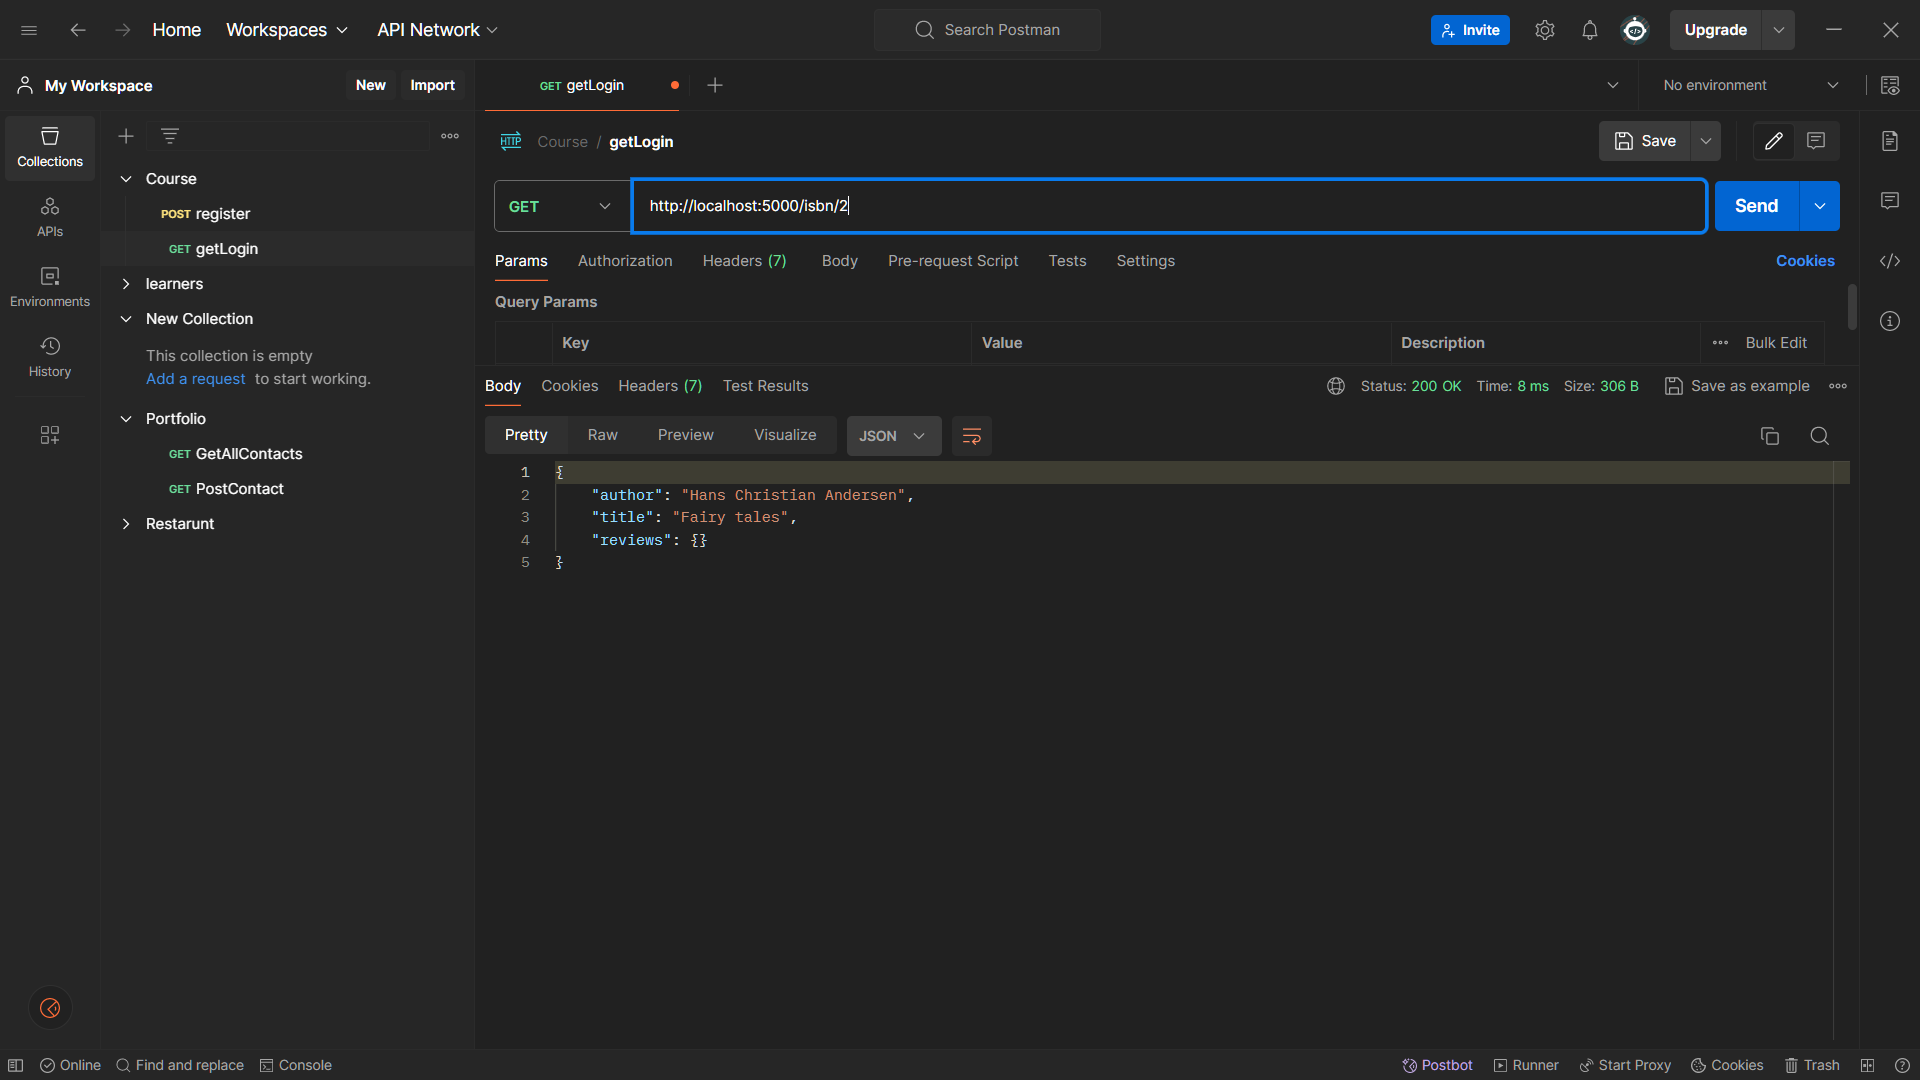 Home Workspaces API Network Search Postman Invite Upgrade
My Workspace New Import GET getLogin No environment
Collections
APIs
Environments
History
Course
POST register
GET getLogin
learners
New Collection
This collection is empty
Add a request to start working.
Portfolio
GET GetAllContacts
GET PostContact
Restarunt
HTTP Course / getLogin Save
GET http://localhost:5000/isbn/2 Send
Params Authorization Headers (7) Body Pre-request Script Tests Settings Cookies
Query Params
Key Value Description Bulk Edit
Body Cookies Headers (7) Test Results Status: 200 OK Time: 8 ms Size: 306 B Save as example
Pretty Raw Preview Visualize JSON
1 {
2 "author": "Hans Christian Andersen",
3 "title": "Fairy tales",
4 "reviews": {}
5 }
Online Find and replace Console Postbot Runner Start Proxy Cookies Trash